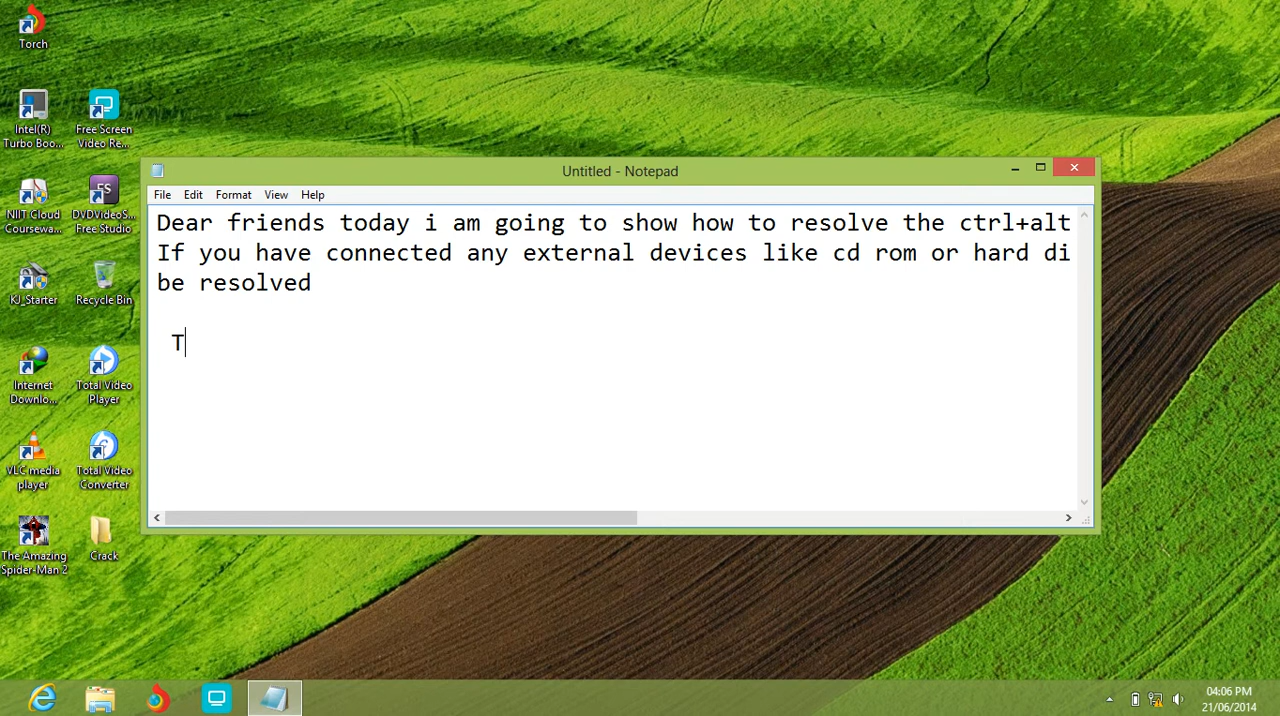 Torch
Intel(R)
Turbo Boo...
Free Screen
Video Re...
NIIT Cloud
Coursewa...
DVDVideoS...
Free Studio
KJ_Starter
Recycle Bin
Internet
Downlo...
Total Video
Player
VLC media
player
Total Video
Converter
The Amazing
Spider-Man 2
Crack
Untitled - Notepad
File Edit Format View Help
Dear friends today i am going to show how to resolve the ctrl+alt
If you have connected any external devices like cd rom or hard di
be resolved
T
04:06 PM
21/06/2014